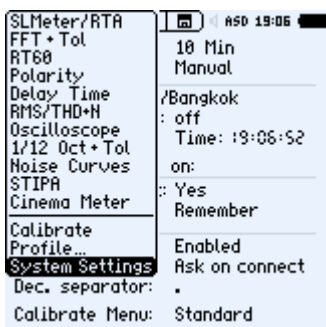 SLMeter/RTA
FFT + Tol
RT60
Polarity
Delay Time
RMS/THD+N
Oscilloscope
1/12 Oct + Tol
Noise Curves
STIPA
Cinema Meter
Calibrate
Profile...
System Settings
ASD 19:06
10 Min
Manual
/Bangkok
: off
Time: 19:06:52
on:
: Yes
Remember
Enabled
Ask on connect
Dec. separator: .
Calibrate Menu: Standard